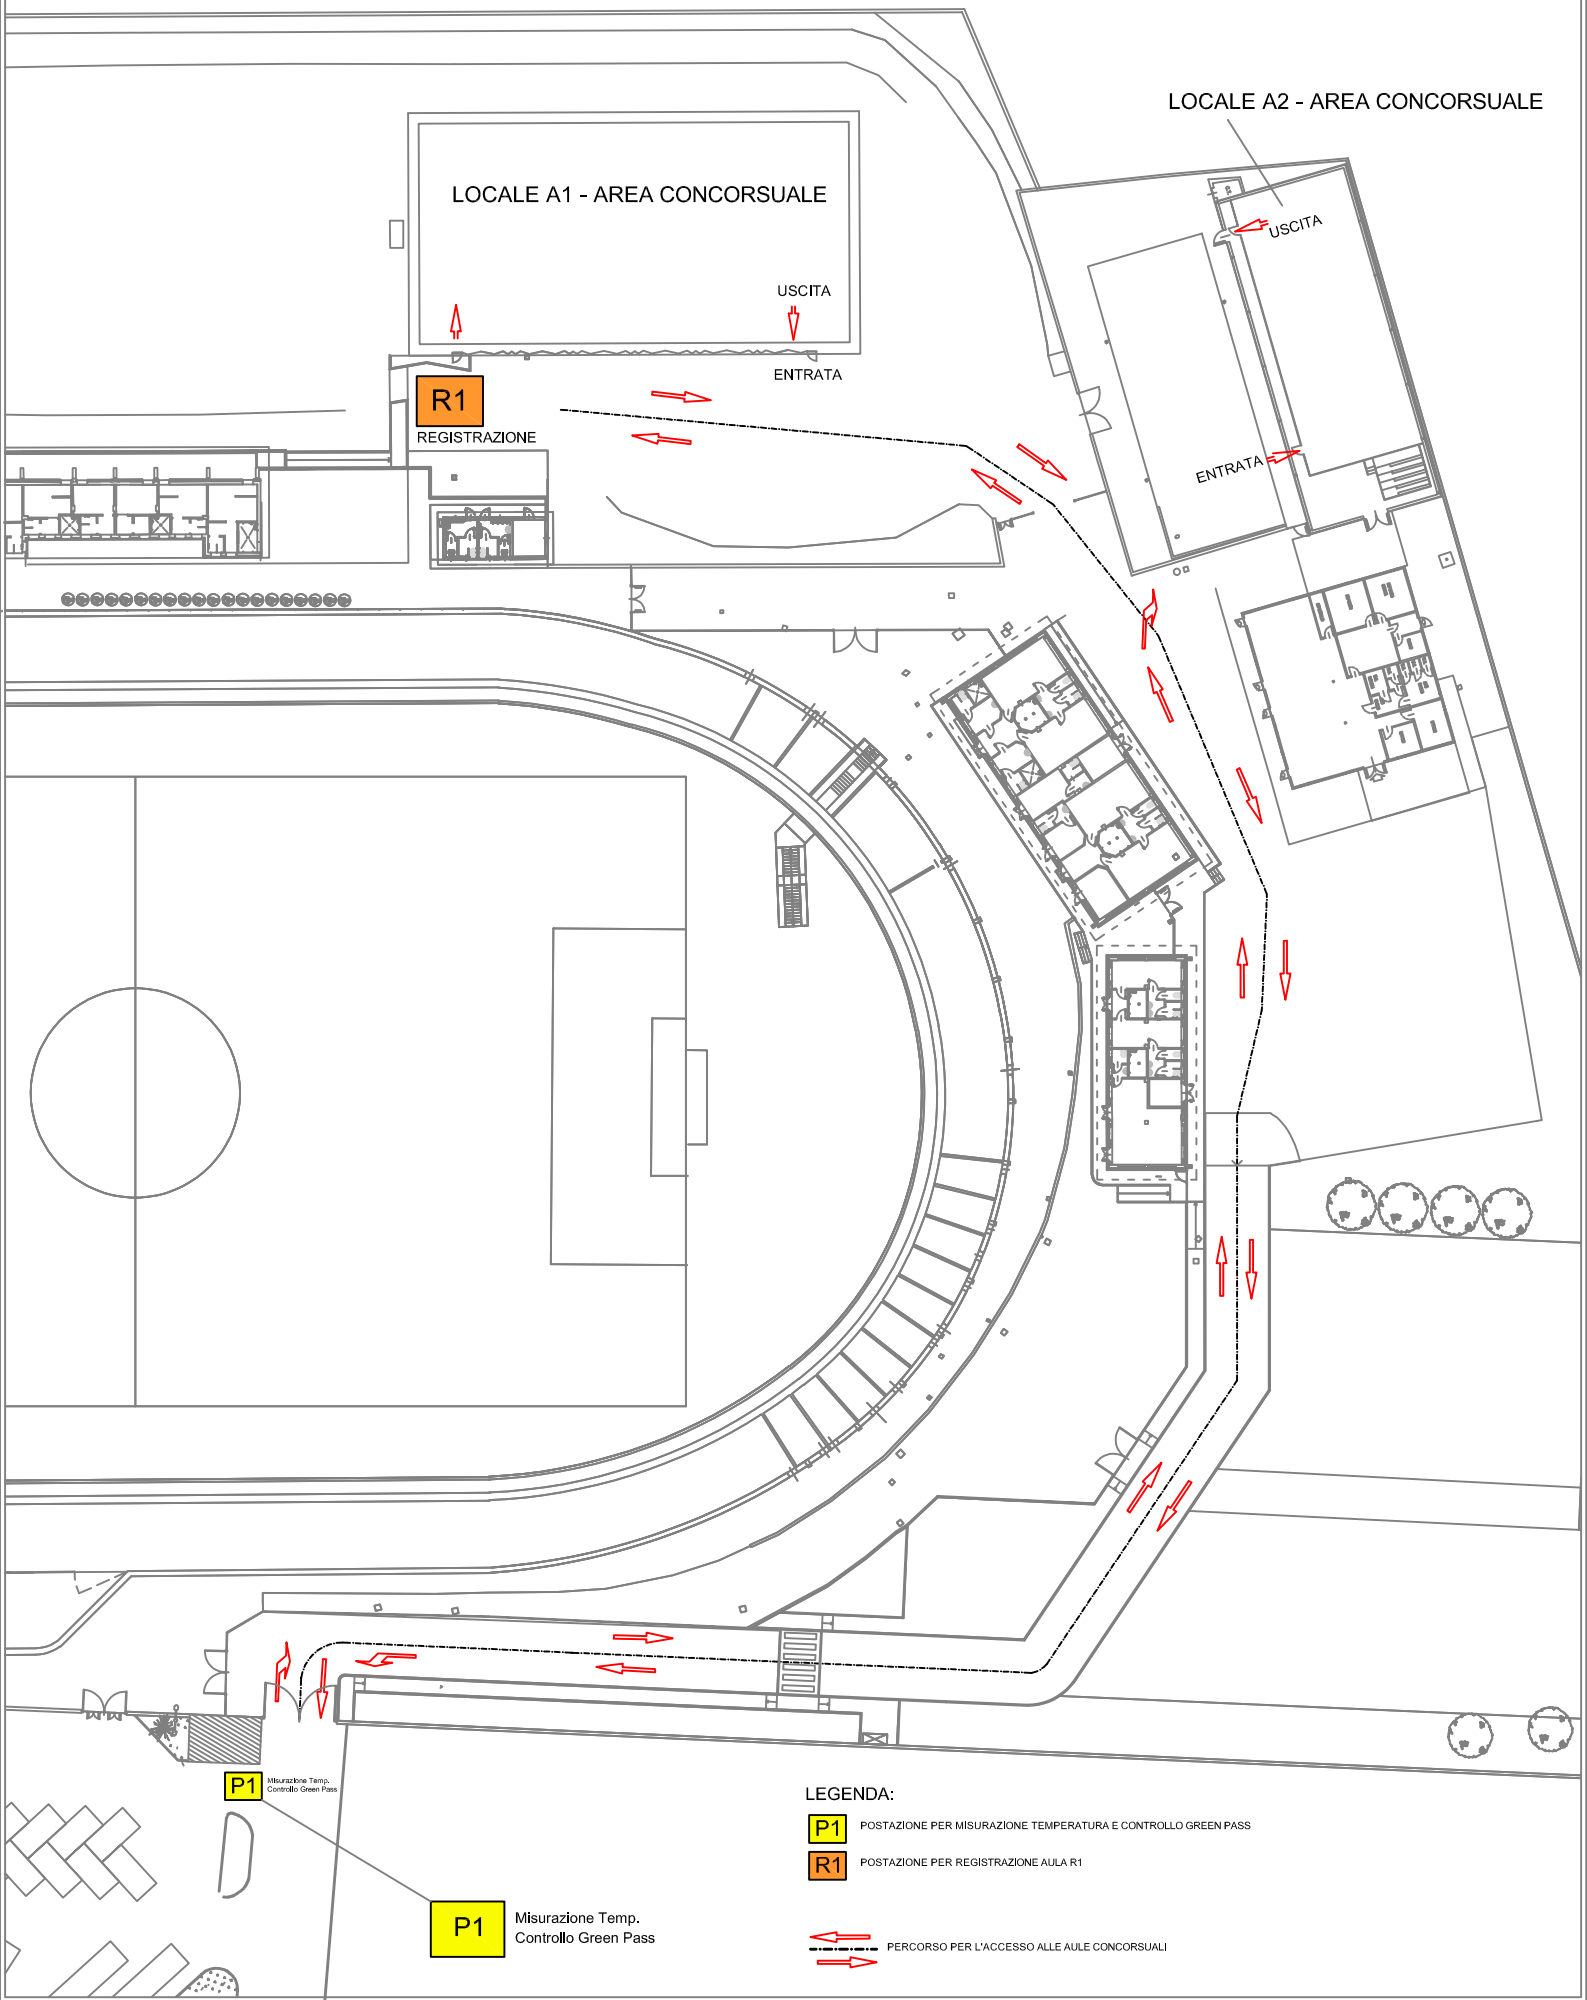 LOCALE A2 - AREA CONCORSUALE
LOCALE A1 - AREA CONCORSUALE
USCITA
USCITA
ENTRATA
R1
REGISTRAZIONE
ENTRATA
P1
Misurazione Temp.
Controllo Green Pass
LEGENDA:
P1 POSTAZIONE PER MISURAZIONE TEMPERATURA E CONTROLLO GREEN PASS
R1 POSTAZIONE PER REGISTRAZIONE AULA R1
P1
Misurazione Temp.
Controllo Green Pass
PERCORSO PER L'ACCESSO ALLE AULE CONCORSUALI